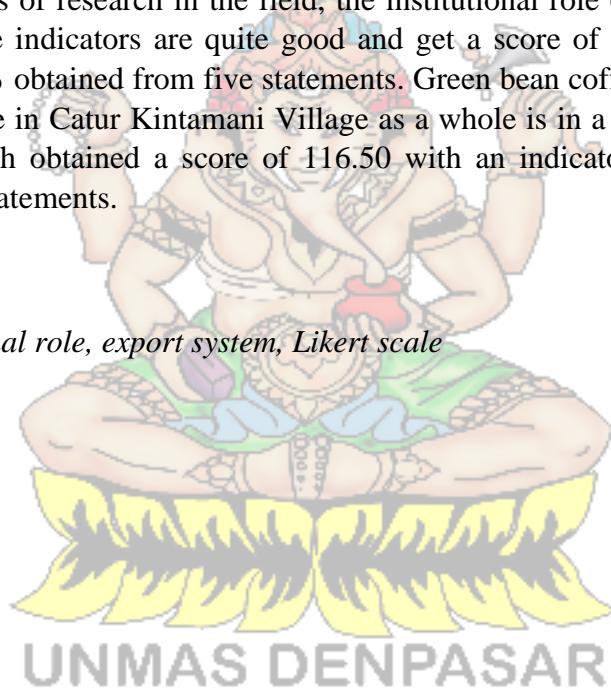 s of research in the field, the institutional role
e indicators are quite good and get a score of
obtained from five statements. Green bean
e in Catur Kintamani Village as a whole is in a
h obtained a score of 116.50 with an
atements.
al role, export system, Likert scale
UNMAS DENPASAR